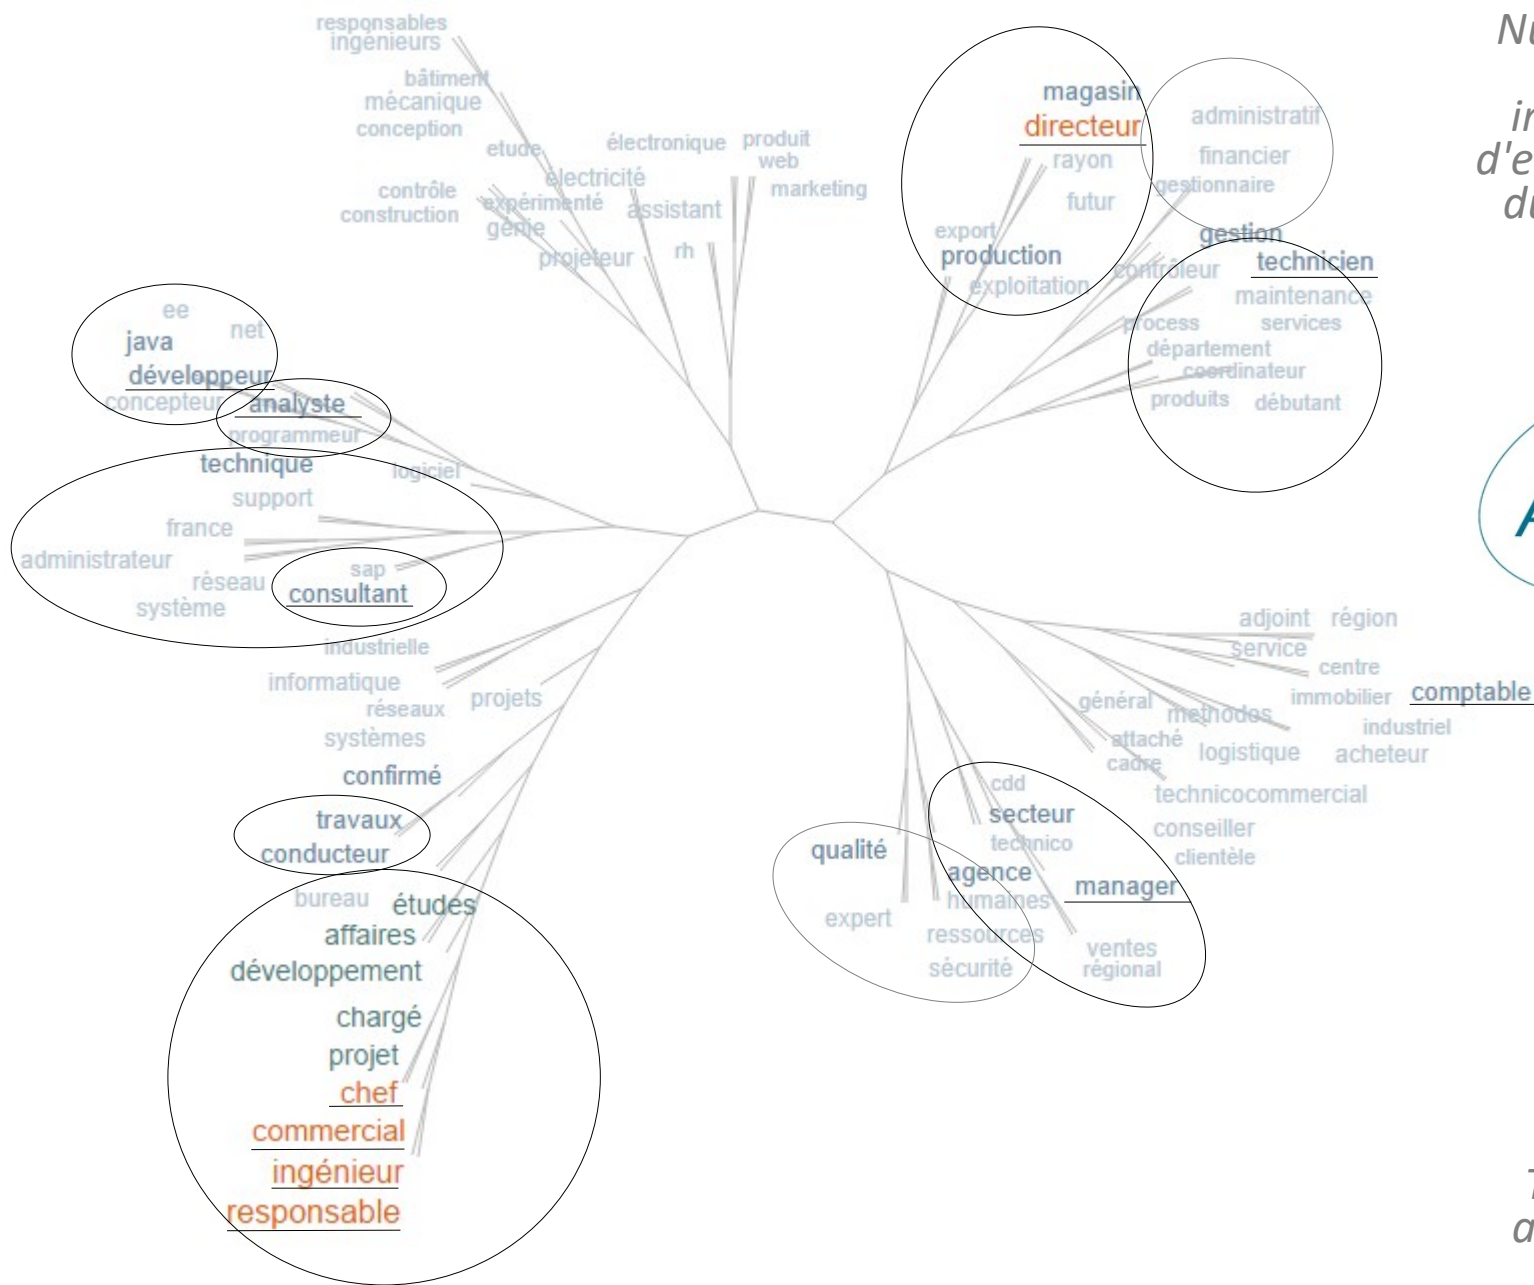 responsables
ingénieurs
bâtiment
mécanique
conception
etude
électricité
contrôle
construction
expérimenté
génie
projeteur
électronique
produit
web
marketing
assistant
rh
magasin
directeur
rayon
futur
export
production
exploitation
administratif
financier
gestionnaire
gestion
technicien
contrôleur
maintenance
process
services
département
coordinateur
produits
débutant
ee
net
java
développeur
concepteur
analyste
programmeur
technique
logiciel
support
france
administrateur
réseau
système
sap
consultant
industrielle
informatique
réseaux
projets
systèmes
confirmé
travaux
conducteur
bureau
études
affaires
développement
chargé
projet
chef
commercial
ingénieur
responsable
adjoint
région
service
centre
immobilier
comptable
général
methodes
industriel
attaché
cadre
logistique
acheteur
technicocommercial
conseiller
clientèle
cdd
secteur
technico
qualité
agence
manager
humaines
expert
ressources
sécurité
ventes
régional